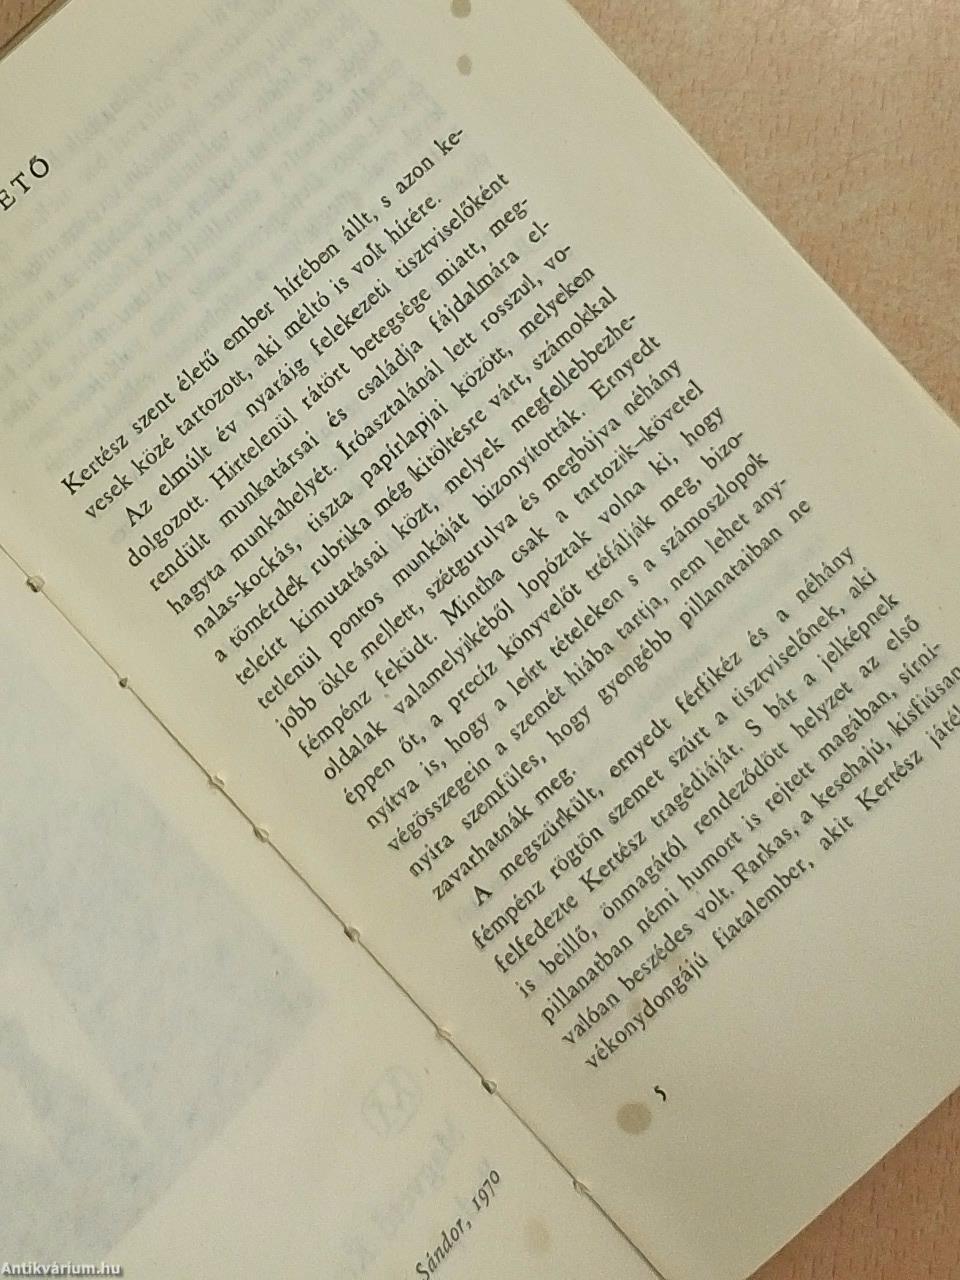 ETŐ
Kertész szent életű ember hírében állt, s azon ke-
vesek közé tartozott, aki méltó is volt hírére.
Az elmúlt év nyaráig felekezeti tisztviselőként
dolgozott. Hirtelenül rátört betegsége miatt, meg-
rendült munkatársai és családja fájdalmára el-
hagyta munkahelyét. Íróasztalánál lett rosszul, vo-
nalas-kockás, tiszta papírlapjai között, melyeken
a tömérdek rubrika még kitöltésre várt, számokkal
teleírt kimutatásai közt, melyek megfellebbezhe-
tetlenül pontos munkáját bizonyították. Ernyedt
jobb ökle mellett, szétgurulva és megbújva néhány
fémpénz feküdt. Mintha csak a tartozik–követel
oldalak valamelyikéből lopóztak volna ki, hogy
éppen őt, a precíz könyvelőt tréfálják meg, bizo-
nyítva is, hogy a leírt tételeken s a számoszlopok
végösszegein a szemét hiába tartja, nem lehet any-
nyira szemfüles, hogy gyengébb pillanataiban ne
zavarhatnák meg.
A megszürkült, ernyedt férfikéz és a néhány
fémpénz rögtön szemet szúrt a tisztviselőnek, aki
felfedezte Kertész tragédiáját. S bár a jelképnek
is beillő, önmagától rendeződött helyzet az első
pillanatban némi humort is rejtett magában, sírni-
valóan beszédes volt. Farkas, a kesehajú, kisfiúsan
vékonydongájú fiatalember, akit Kertész játék
5
Sándor, 1970
Antikvárium.hu